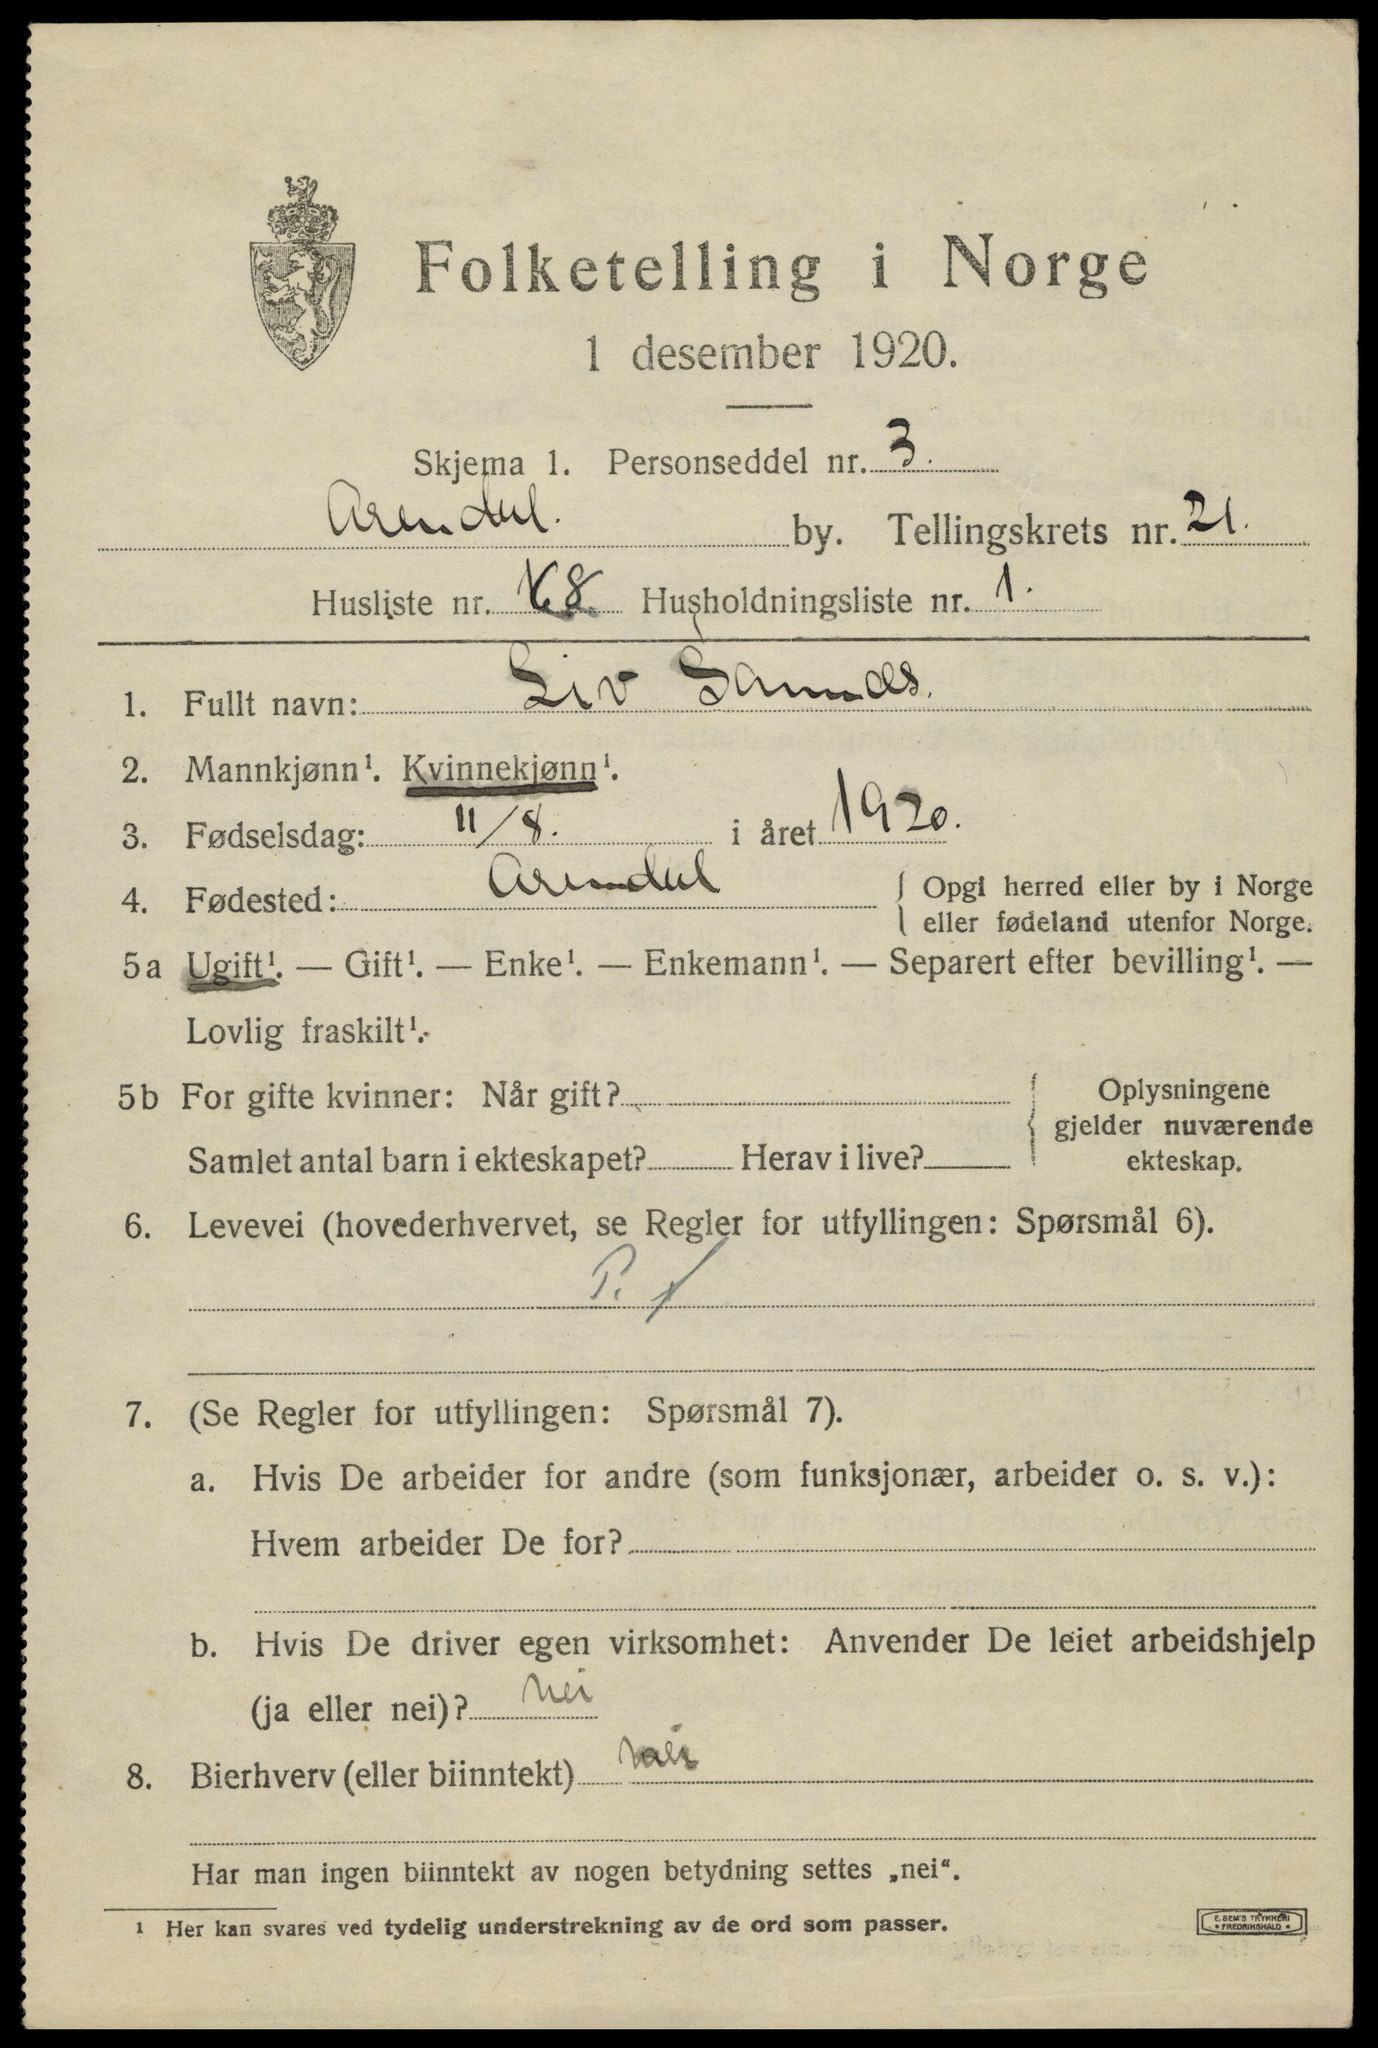 Folketelling i Norge
1 desember 1920.
Skjema 1. Personseddel nr. 3.
Arendal. by. Tellingskrets nr. 21.
Husliste nr. 8. Husholdningsliste nr. 1.
1. Fullt navn: Liv
2. Mannkjønn¹. Kvinnekjønn¹.
3. Fødselsdag: 11/8. i året 1920.
4. Fødested: Arendal { Opgi herred eller by i Norge
eller fødeland utenfor Norge.
5a Ugift¹. — Gift¹. — Enke¹. — Enkemann¹. — Separert efter bevilling¹. —
Lovlig fraskilt¹.
5b For gifte kvinner: Når gift? { Oplysningene
gjelder nuværende
Samlet antal barn i ekteskapet? Herav i live? ekteskap.
6. Levevei (hovederhvervet, se Regler for utfyllingen: Spørsmål 6).
P. f
7. (Se Regler for utfyllingen: Spørsmål 7).
a. Hvis De arbeider for andre (som funksjonær, arbeider o. s. v.):
Hvem arbeider De for?
b. Hvis De driver egen virksomhet: Anvender De leiet arbeidshjelp
(ja eller nei)? nei
8. Bierhverv (eller biinntekt) nei
Har man ingen biinntekt av nogen betydning settes „nei“.
¹ Her kan svares ved tydelig understrekning av de ord som passer.
E. SEM'S TRYKKERI
* FREDRIKSHALD *